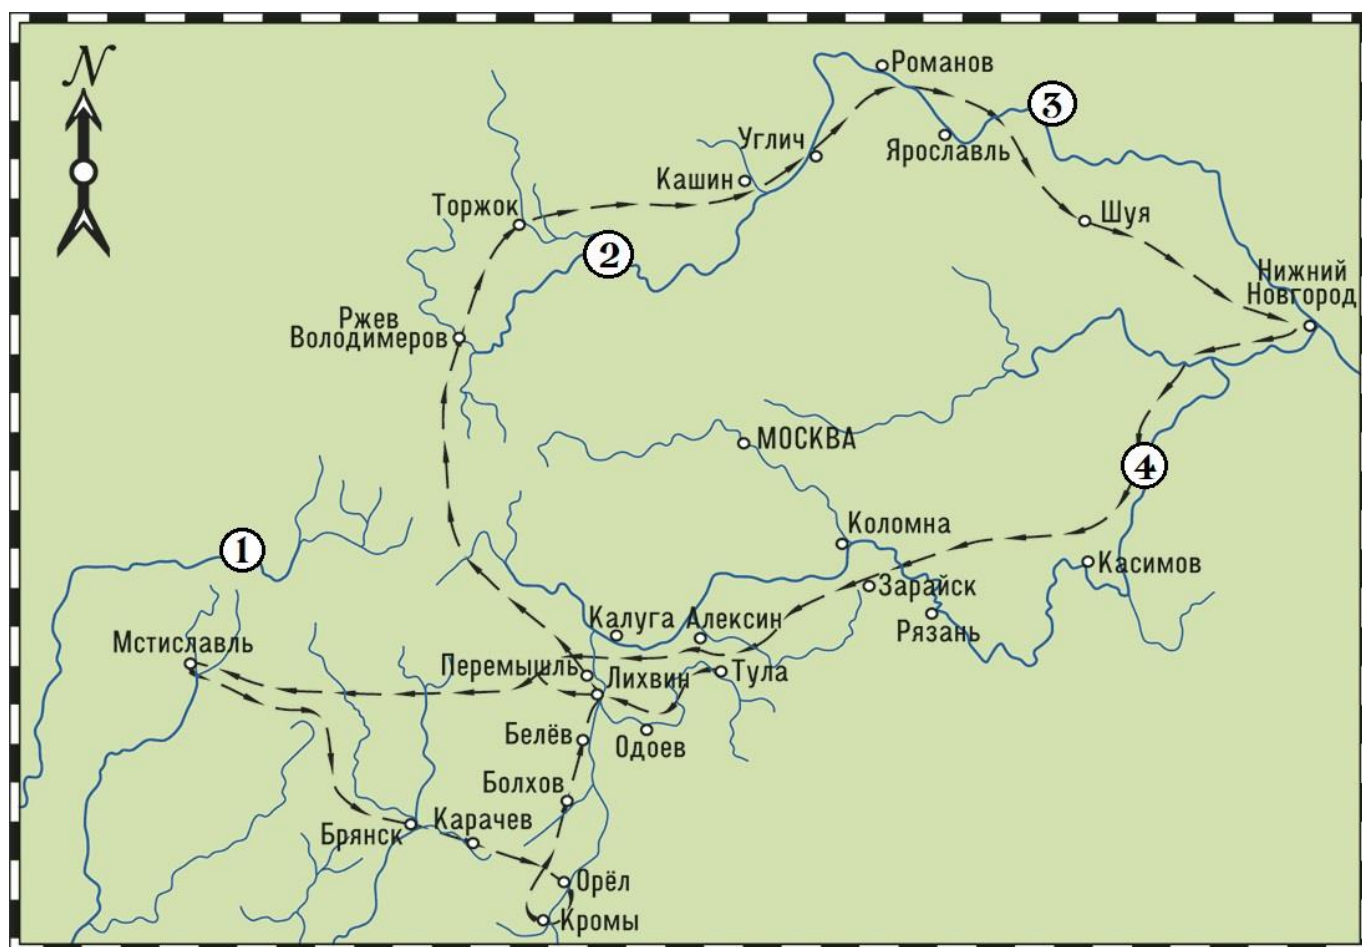 N
Романов
3
Углич
Ярославль
Кашин
Торжок
Шуя
2
Нижний
Новгород
Ржев
Володимеров
МОСКВА
4
Коломна
1
Касимов
Зарайск
Калуга
Алексин
Рязань
Мстиславль
Перемышль
Лихвин
Тула
Белёв
Одоев
Болхов
Карачев
Брянск
Орёл
Кромы